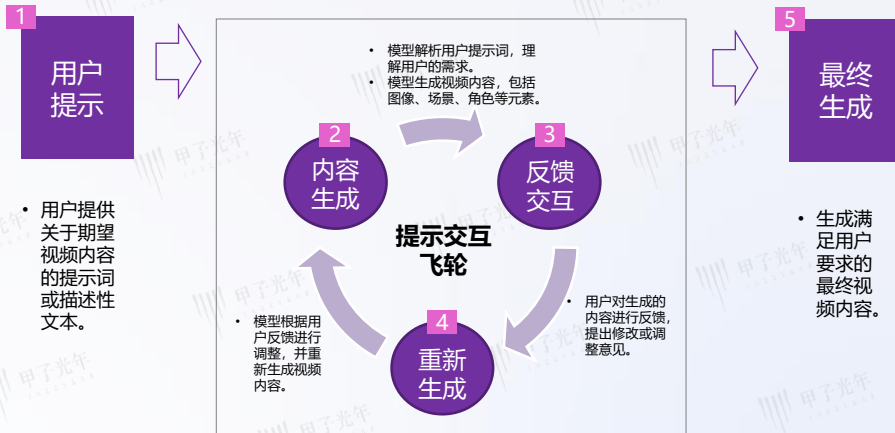 1
用户
提示
• 用户提供
关于期望
视频内容
的提示词
或描述性
文本。
• 模型解析用户提示词，理
解用户的需求。
• 模型生成视频内容，包括
图像、场景、角色等元素。
2
内容
生成
3
反馈
交互
提示交互
飞轮
• 用户对生成的
内容进行反馈，
提出修改或调
整意见。
4
重新
生成
• 模型根据用
户反馈进行
调整，并重
新生成视频
内容。
5
最终
生成
• 生成满
足用户
要求的
最终视
频内容。
甲子光年